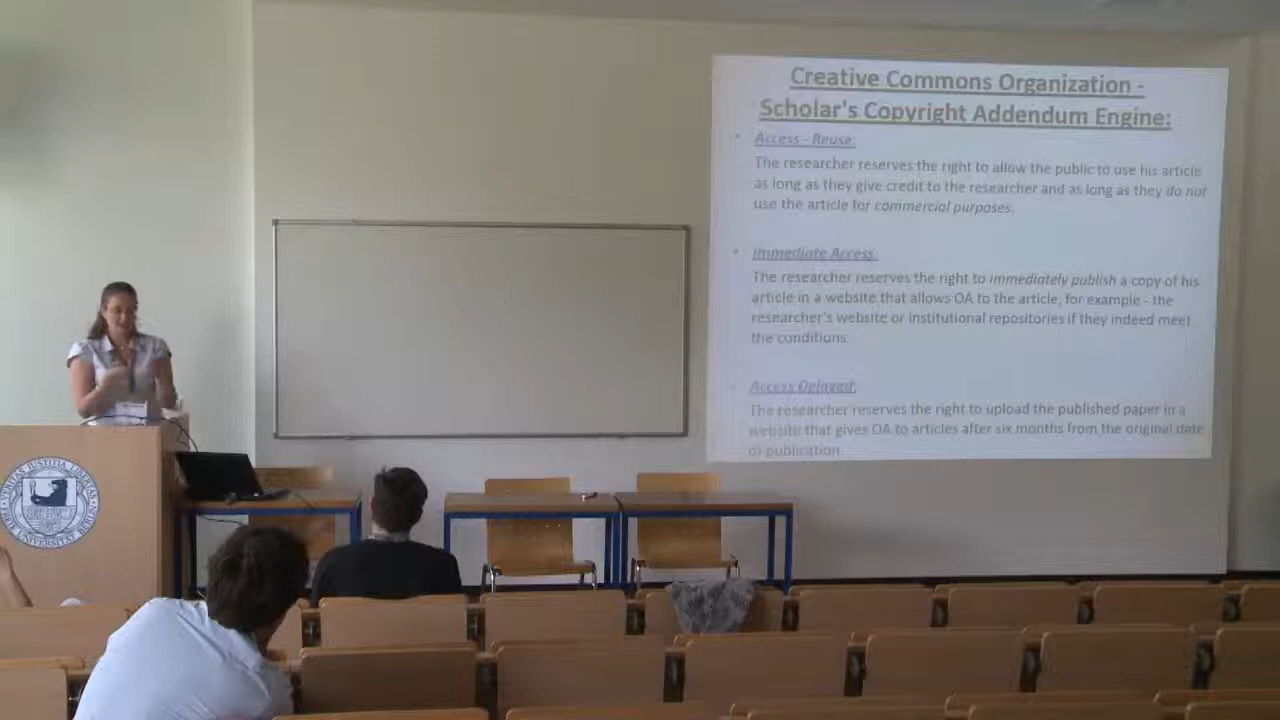 Creative Commons Organization -
Scholar's Copyright Addendum Engine:
• Access - Reuse:
The researcher reserves the right to allow the public to use his article
as long as they give credit to the researcher and as long as they do not
use the article for commercial purposes.
• Immediate Access:
The researcher reserves the right to immediately publish a copy of his
article in a website that allows OA to the article, for example - the
researcher's website or institutional repositories if they indeed meet
the conditions.
Access Delayed:
The researcher reserves the right to upload the published paper in a
website that gives OA to articles after six months from the original date
of publication.
VERITAS IUSTITIA LIBERTAS
UNIVERSITÄT BERLIN